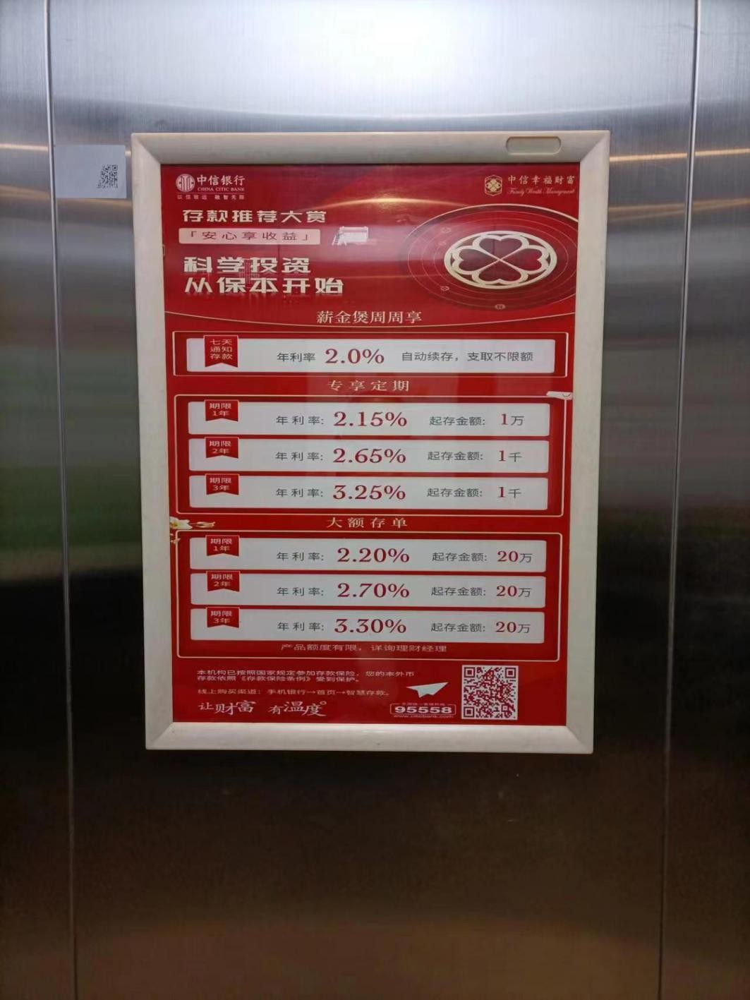 中信银行
CHINA CITIC BANK
以信致远 融智无限
中信幸福财富
Family Wealth Management
存款推荐大赏
「安心享收益」
科学投资
从保本开始
薪金煲周周享
七天
通知
存款
年利率 2.0% 自动续存，支取不限额
专享定期
期限
1年
年利率: 2.15% 起存金额: 1万
期限
2年
年利率: 2.65% 起存金额: 1千
期限
3年
年利率: 3.25% 起存金额: 1千
大额存单
期限
1年
年利率: 2.20% 起存金额: 20万
期限
2年
年利率: 2.70% 起存金额: 20万
期限
3年
年利率: 3.30% 起存金额: 20万
产品额度有限，详询理财经理
本机构已按照国家规定参加存款保险，您的本外币
存款依照《存款保险条例》受到保护。
线上购买渠道：手机银行→首页→智慧存款。
让财富 有温度
95558
www.citicbank.com